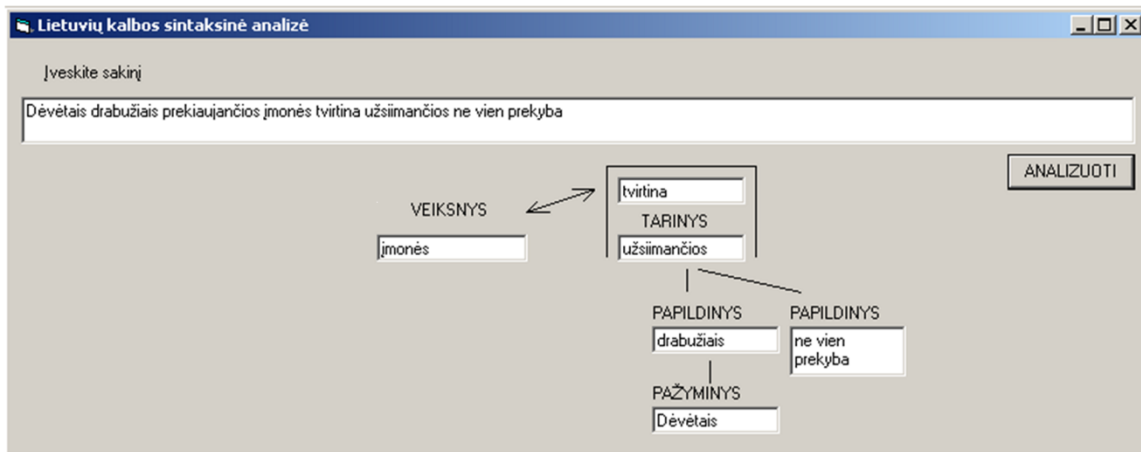 Lietuvių kalbos sintaksinė analizė
Įveskite sakinį
Dėvėtais drabužiais prekiaujančios įmonės tvirtina užsiimančios ne vien prekyba
ANALIZUOTI
tvirtina
VEIKSNYS
TARINYS
įmonės
užsiimančios
PAPILDINYS
PAPILDINYS
drabužiais
ne vien
prekyba
PAŽYMINYS
Dėvėtais